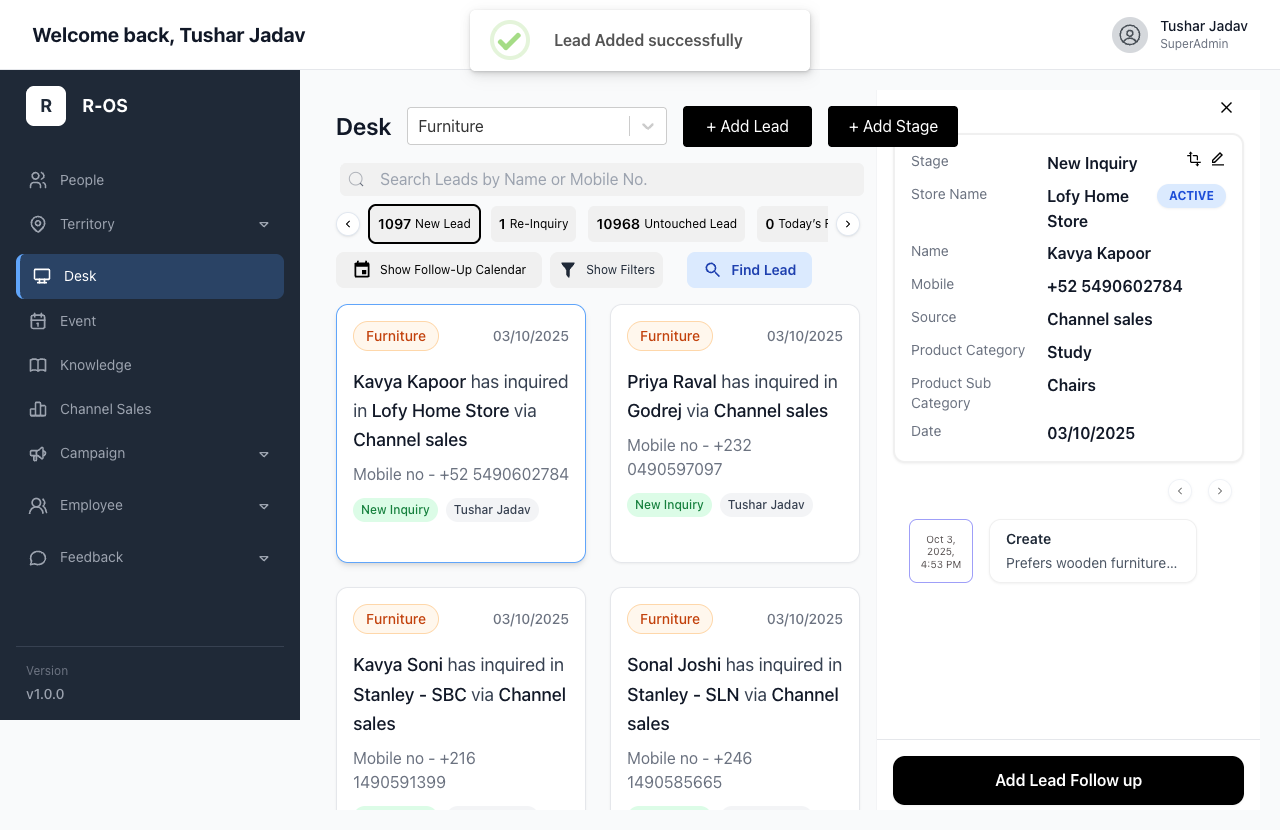 Welcome back, Tushar Jadav
Lead Added successfully
Tushar Jadav
SuperAdmin
R
R-OS
People
Territory
Desk
Event
Knowledge
Channel Sales
Campaign
Employee
Feedback
Version
v1.0.0
Desk
Furniture
+ Add Lead
+ Add Stage
Search Leads by Name or Mobile No.
1097 New Lead
1 Re-Inquiry
10968 Untouched Lead
0 Today's F
Show Follow-Up Calendar
Show Filters
Find Lead
Furniture
03/10/2025
Kavya Kapoor has inquired
in Lofy Home Store via
Channel sales
Mobile no - +52 5490602784
New Inquiry
Tushar Jadav
Furniture
03/10/2025
Priya Raval has inquired in
Godrej via Channel sales
Mobile no - +232
0490597097
New Inquiry
Tushar Jadav
Furniture
03/10/2025
Kavya Soni has inquired in
Stanley - SBC via Channel
sales
Mobile no - +216
1490591399
Furniture
03/10/2025
Sonal Joshi has inquired in
Stanley - SLN via Channel
sales
Mobile no - +246
1490585665
Stage
New Inquiry
Store Name
Lofy Home
Store
ACTIVE
Name
Kavya Kapoor
Mobile
+52 5490602784
Source
Channel sales
Product Category
Study
Product Sub
Category
Chairs
Date
03/10/2025
Oct 3,
2025,
4:53 PM
Create
Prefers wooden furniture...
Add Lead Follow up